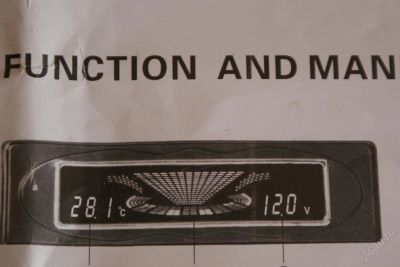 FUNCTION AND MAN
28.1 °C 12.0 V